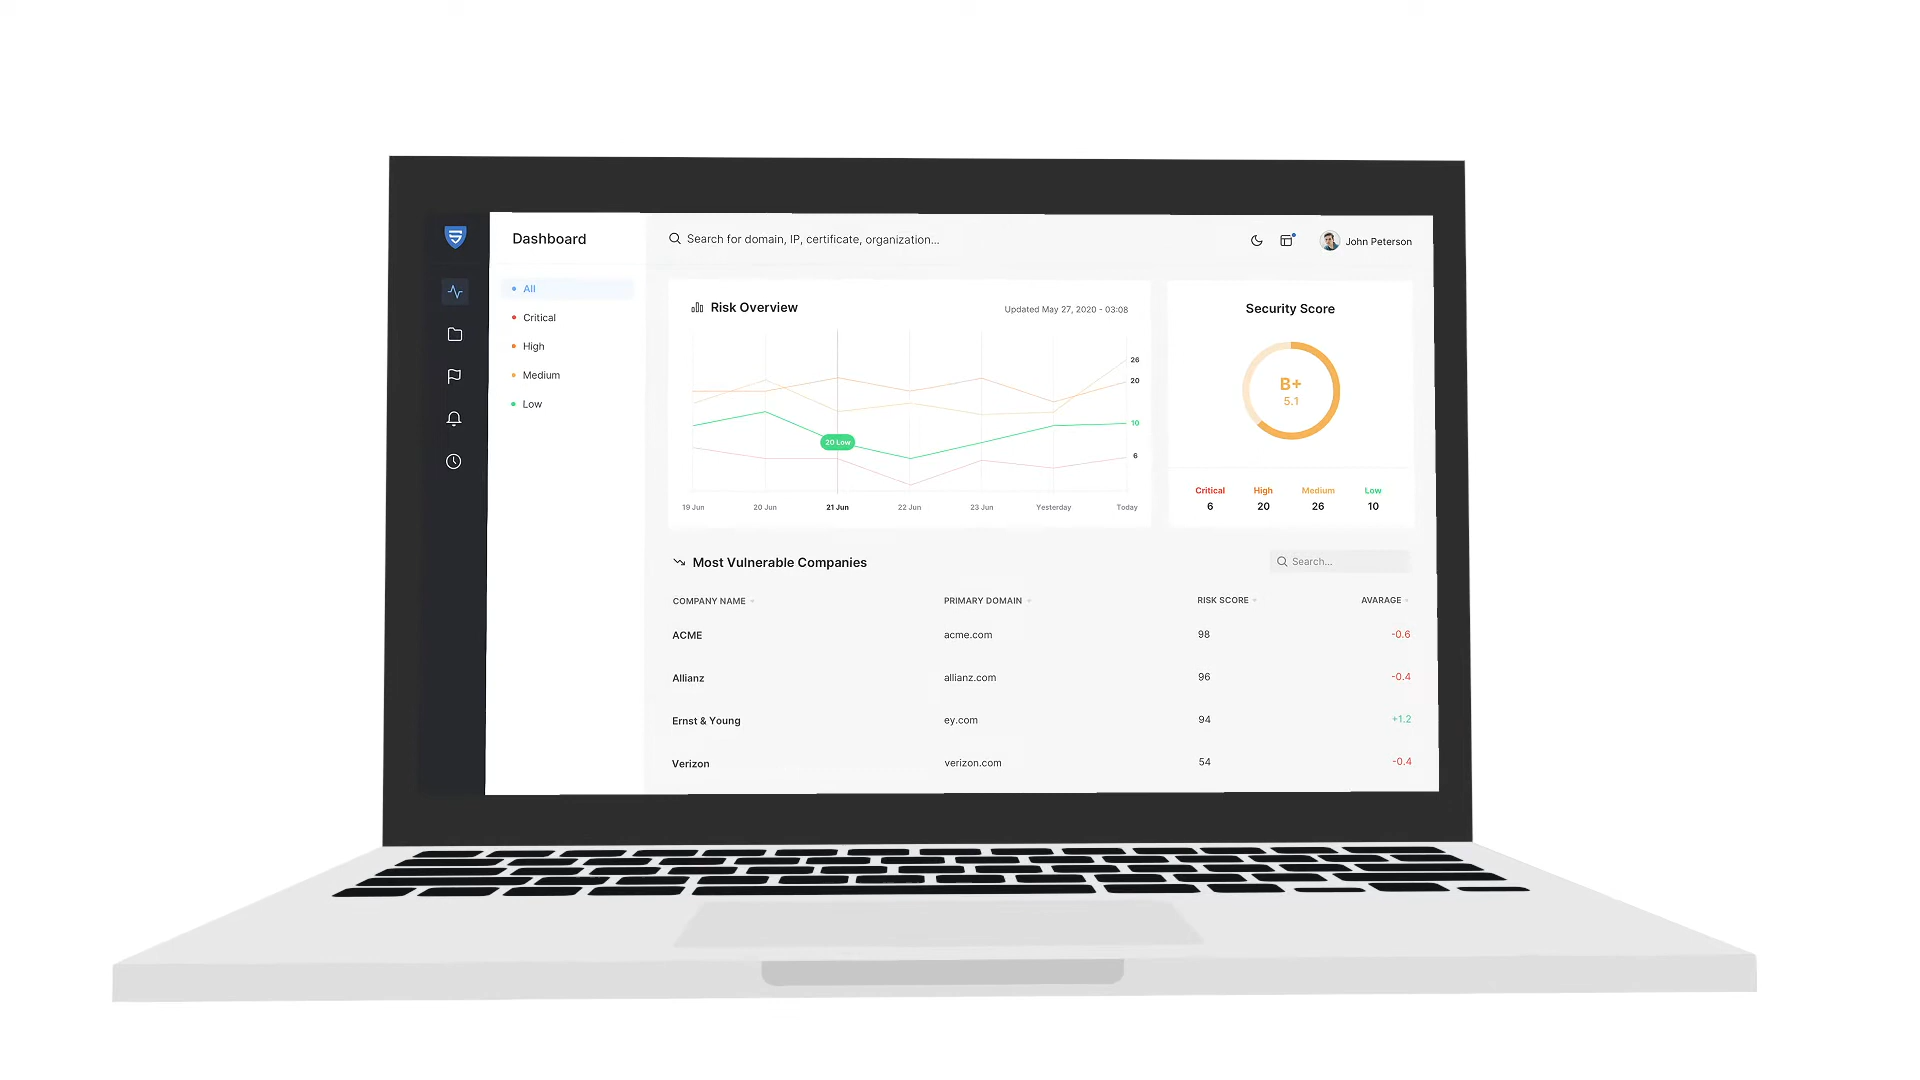 Dashboard
Search for domain, IP, certificate, organization...
John Peterson
All
Critical
High
Medium
Low
Risk Overview
Updated May 27, 2020 - 03:08
26
20
10
6
20 Low
19 Jun 20 Jun 21 Jun 22 Jun 23 Jun Yesterday Today
Security Score
B+
5.1
Critical High Medium Low
6 20 26 10
Most Vulnerable Companies
Search...
COMPANY NAME PRIMARY DOMAIN RISK SCORE AVARAGE
ACME acme.com 98 -0.6
Allianz allianz.com 96 -0.4
Ernst & Young ey.com 94 +1.2
Verizon verizon.com 54 -0.4